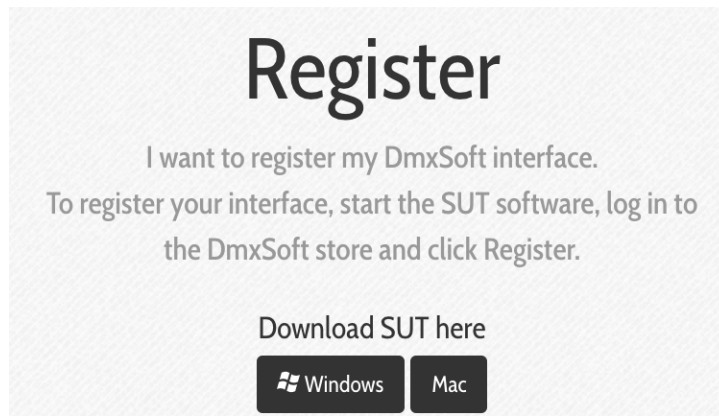 Register
I want to register my DmxSoft interface.
To register your interface, start the SUT software, log in to
the DmxSoft store and click Register.
Download SUT here
Windows Mac